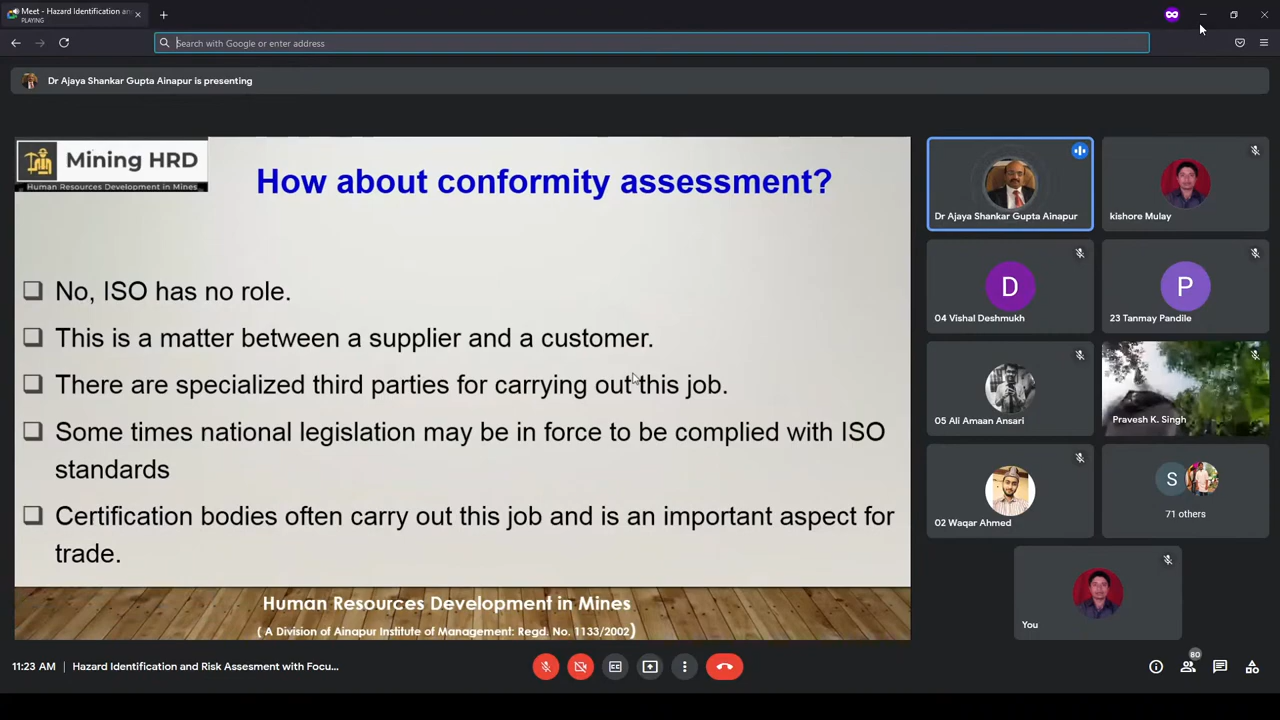 Meet - Hazard Identification an
PLAYING
Search with Google or enter address
Dr Ajaya Shankar Gupta Ainapur is presenting
Mining HRD
Human Resources Development in Mines
How about conformity assessment?
No, ISO has no role.
This is a matter between a supplier and a customer.
There are specialized third parties for carrying out this job.
Some times national legislation may be in force to be complied with ISO
standards
Certification bodies often carry out this job and is an important aspect for
trade.
Human Resources Development in Mines
( A Division of Ainapur Institute of Management: Regd. No. 1133/2002)
Dr Ajaya Shankar Gupta Ainapur
kishore Mulay
D
04 Vishal Deshmukh
P
23 Tanmay Pandile
05 Ali Amaan Ansari
Pravesh K. Singh
02 Waqar Ahmed
S
71 others
You
11:23 AM | Hazard Identification and Risk Assesment with Focu...
CC
80